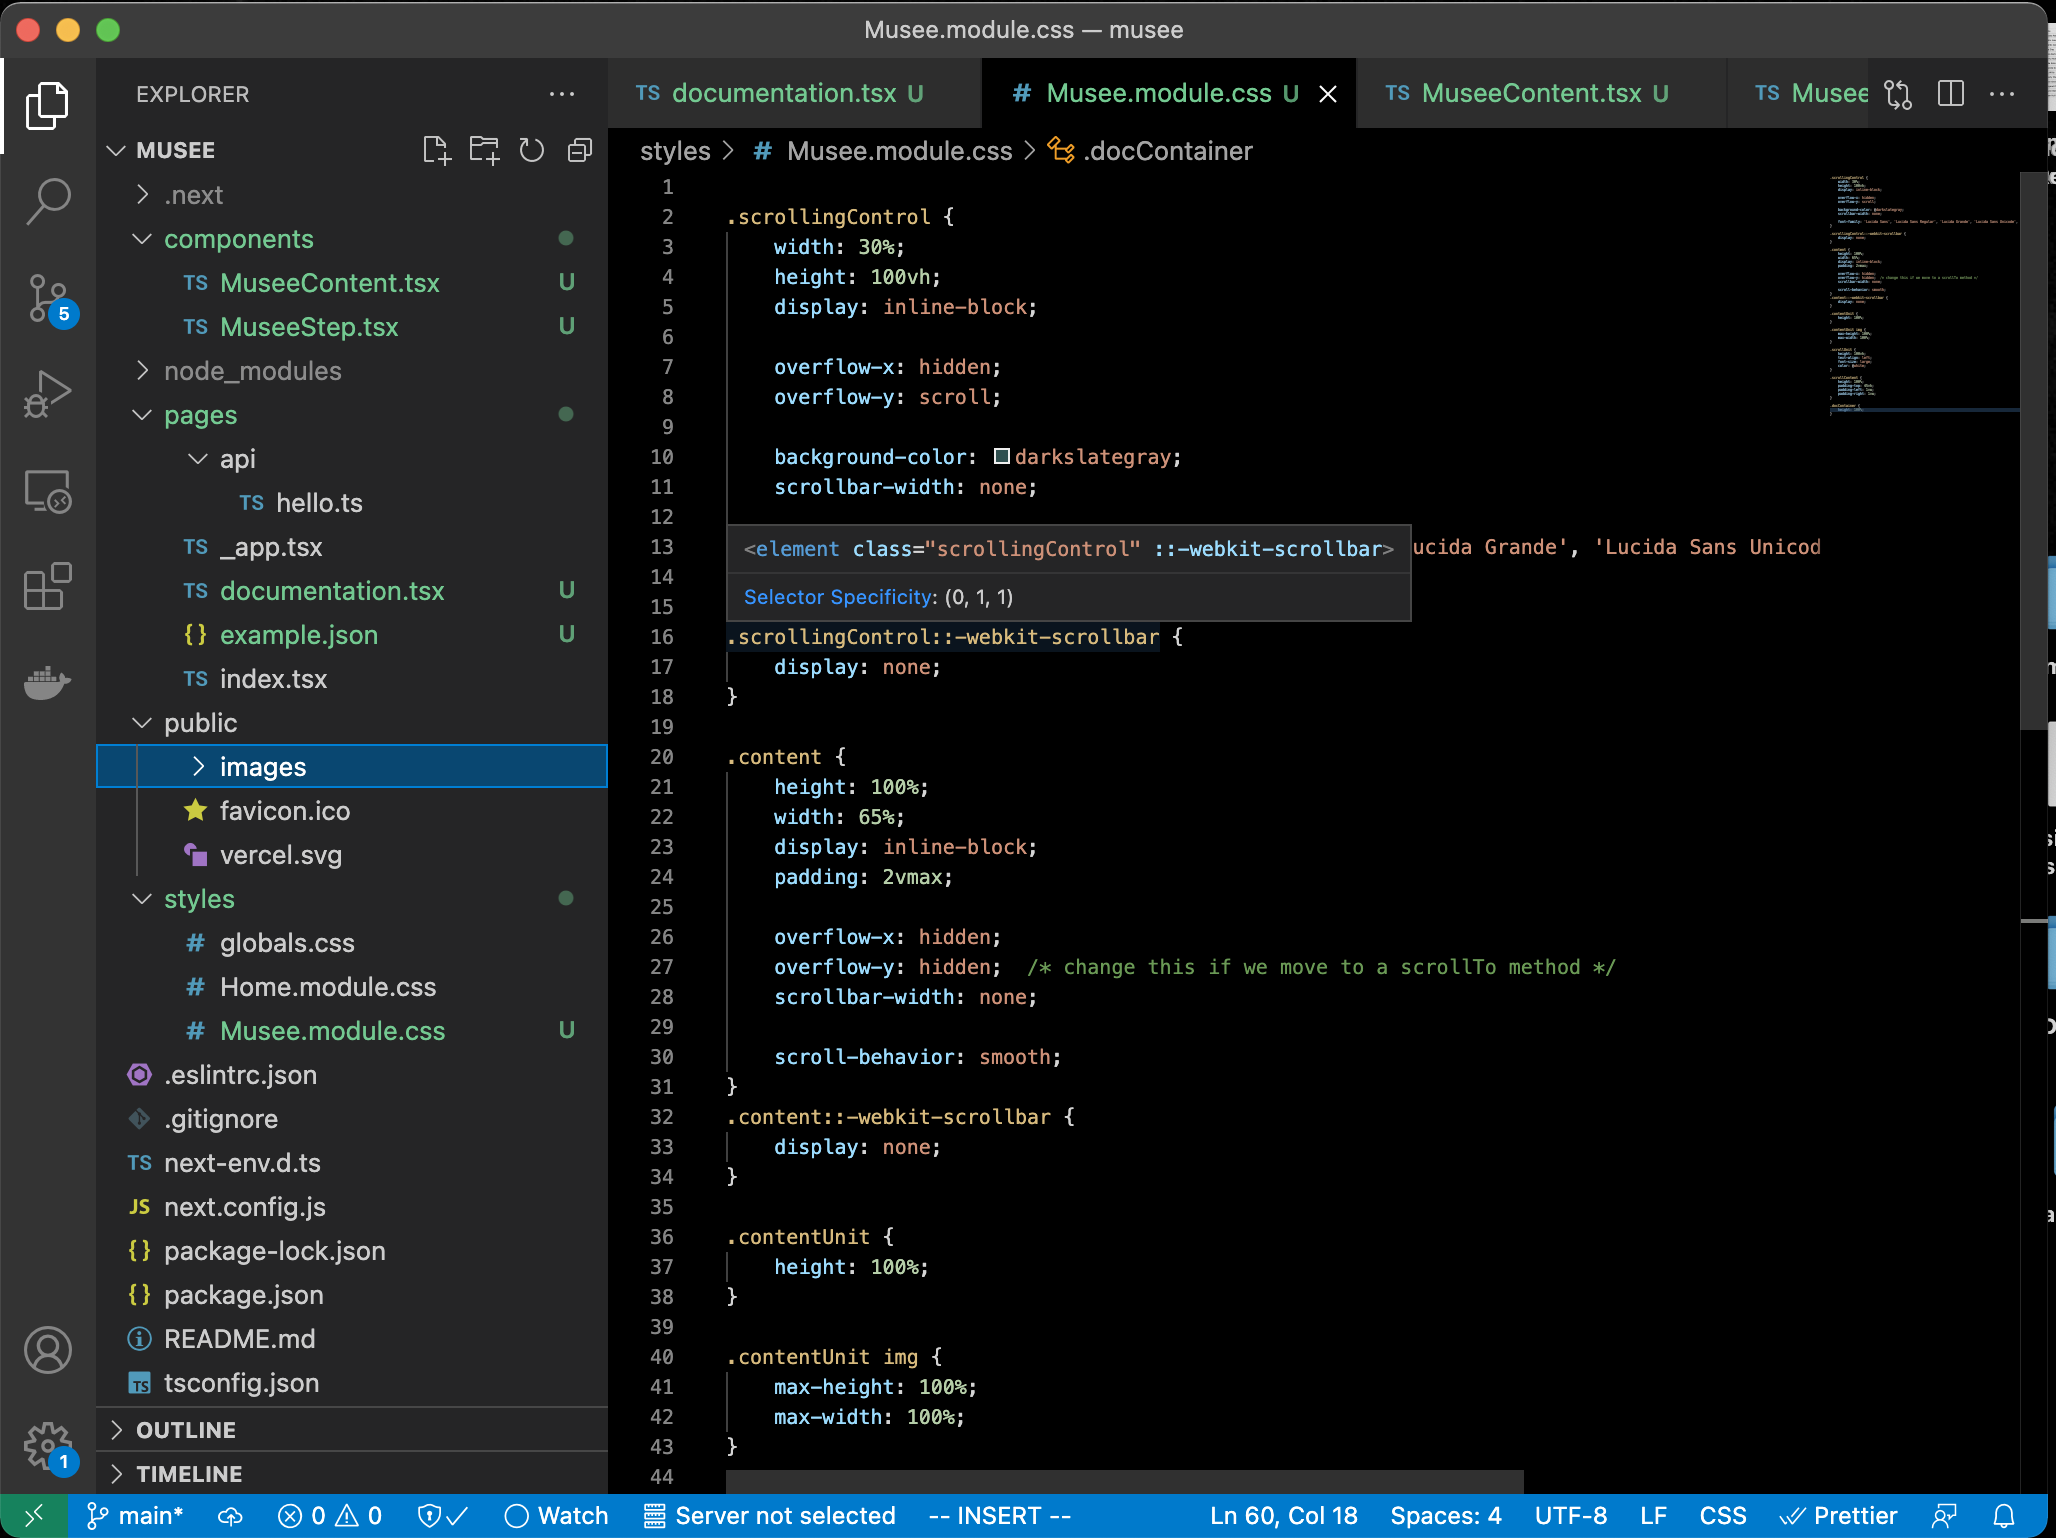 Musee.module.css — musee
EXPLORER
MUSEE
.next
components
TS MuseeContent.tsx U
TS MuseeStep.tsx U
node_modules
pages
api
TS hello.ts
TS _app.tsx
TS documentation.tsx U
{} example.json U
TS index.tsx
public
images
favicon.ico
vercel.svg
styles
# globals.css
# Home.module.css
# Musee.module.css U
.eslintrc.json
.gitignore
TS next-env.d.ts
JS next.config.js
{} package-lock.json
{} package.json
README.md
TS tsconfig.json
OUTLINE
TIMELINE
5
1
TS documentation.tsx U
# Musee.module.css U
TS MuseeContent.tsx U
TS Musee
styles > # Musee.module.css > .docContainer
1
2 .scrollingControl {
3 width: 30%;
4 height: 100vh;
5 display: inline-block;
6
7 overflow-x: hidden;
8 overflow-y: scroll;
9
10 background-color: darkslategray;
11 scrollbar-width: none;
12
<element class="scrollingControl" ::-webkit-scrollbar>
13 ucida Grande', 'Lucida Sans Unicod
14
Selector Specificity: (0, 1, 1)
15
16 .scrollingControl::-webkit-scrollbar {
17 display: none;
18 }
19
20 .content {
21 height: 100%;
22 width: 65%;
23 display: inline-block;
24 padding: 2vmax;
25
26 overflow-x: hidden;
27 overflow-y: hidden; /* change this if we move to a scrollTo method */
28 scrollbar-width: none;
29
30 scroll-behavior: smooth;
31 }
32 .content::-webkit-scrollbar {
33 display: none;
34 }
35
36 .contentUnit {
37 height: 100%;
38 }
39
40 .contentUnit img {
41 max-height: 100%;
42 max-width: 100%;
43 }
44
main* 0 0 Watch Server not selected -- INSERT -- Ln 60, Col 18 Spaces: 4 UTF-8 LF CSS Prettier